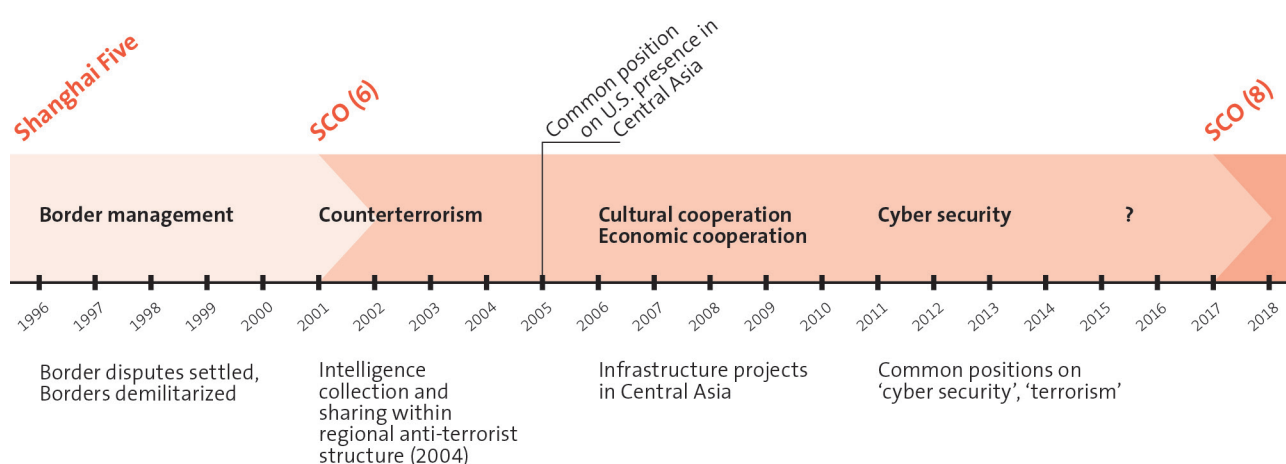 Shanghai Five
SCO (6)
Common position
on U.S. presence in
Central Asia
SCO (8)
Border management
Counterterrorism
Cultural cooperation
Economic cooperation
Cyber security
?
1996
1997
1998
1999
2000
2001
2002
2003
2004
2005
2006
2007
2008
2009
2010
2011
2012
2013
2014
2015
2016
2017
2018
Border disputes settled,
Borders demilitarized
Intelligence
collection and
sharing within
regional anti-terrorist
structure (2004)
Infrastructure projects
in Central Asia
Common positions on
‘cyber security’, ‘terrorism’